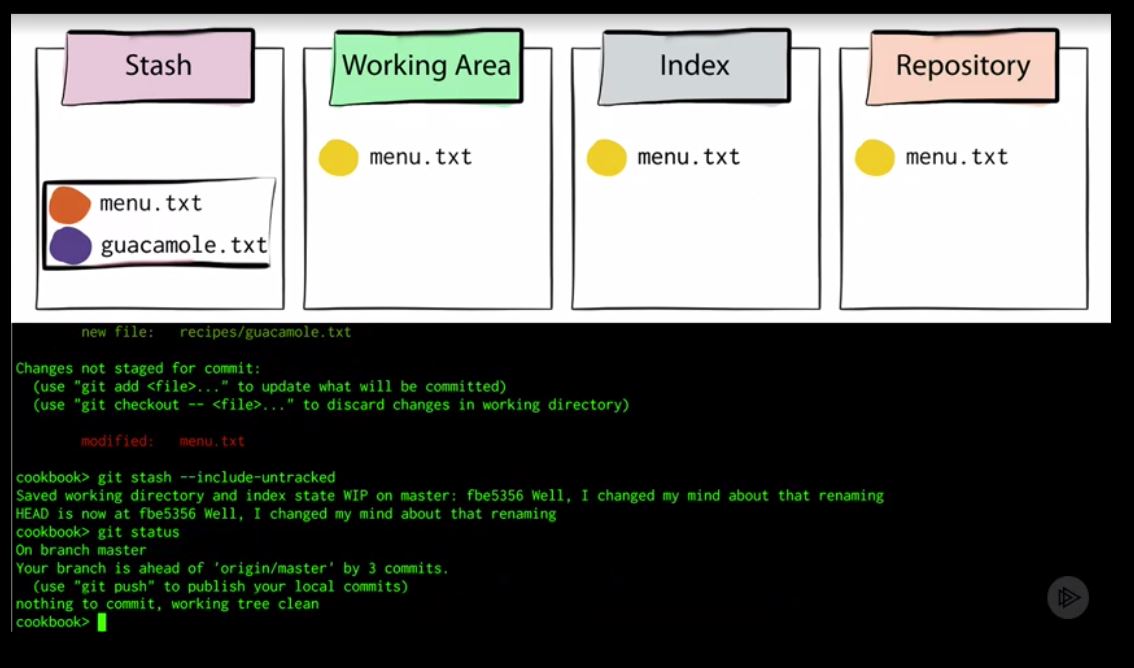 Stash
Working Area
Index
Repository
menu.txt
menu.txt
menu.txt
menu.txt
guacamole.txt
new file:   recipes/guacamole.txt
Changes not staged for commit:
(use "git add <file>..." to update what will be committed)
(use "git checkout -- <file>..." to discard changes in working directory)
modified:   menu.txt
cookbook> git stash --include-untracked
Saved working directory and index state WIP on master: fbe5356 Well, I changed my mind about that renaming
HEAD is now at fbe5356 Well, I changed my mind about that renaming
cookbook> git status
On branch master
Your branch is ahead of 'origin/master' by 3 commits.
(use "git push" to publish your local commits)
nothing to commit, working tree clean
cookbook>